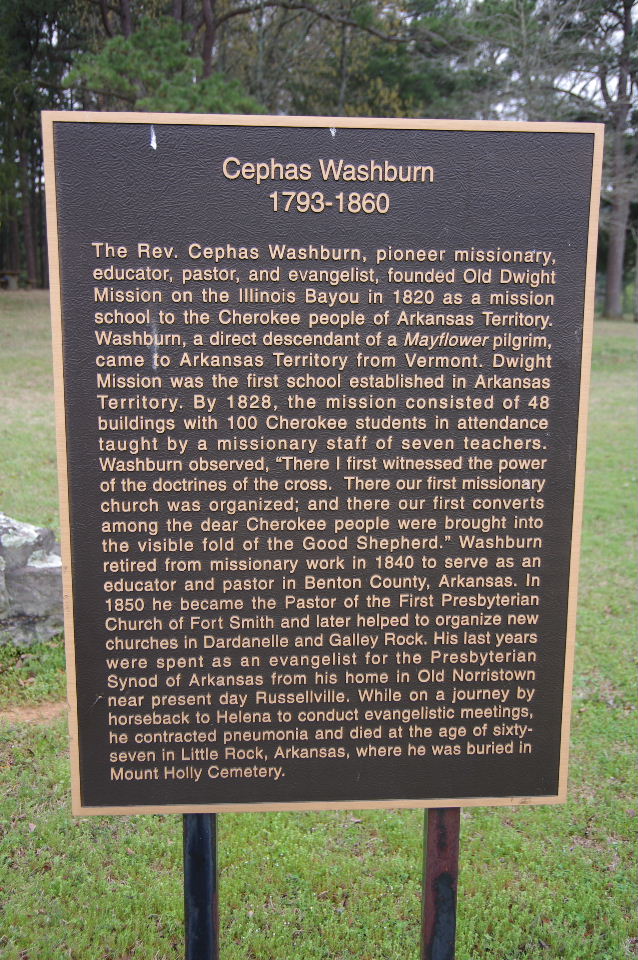 Cephas Washburn
1793-1860
The Rev. Cephas Washburn, pioneer missionary,
educator, pastor, and evangelist, founded Old Dwight
Mission on the Illinois Bayou in 1820 as a mission
school to the Cherokee people of Arkansas Territory.
Washburn, a direct descendant of a Mayflower pilgrim,
came to Arkansas Territory from Vermont. Dwight
Mission was the first school established in Arkansas
Territory. By 1828, the mission consisted of 48
buildings with 100 Cherokee students in attendance
taught by a missionary staff of seven teachers.
Washburn observed, “There I first witnessed the power
of the doctrines of the cross.  There our first missionary
church was organized; and there our first converts
among the dear Cherokee people were brought into
the visible fold of the Good Shepherd.” Washburn
retired from missionary work in 1840 to serve as an
educator and pastor in Benton County, Arkansas. In
1850 he became the Pastor of the First Presbyterian
Church of Fort Smith and later helped to organize new
churches in Dardanelle and Galley Rock. His last years
were spent as an evangelist for the Presbyterian
Synod of Arkansas from his home in Old Norristown
near present day Russellville. While on a journey by
horseback to Helena to conduct evangelistic meetings,
he contracted pneumonia and died at the age of sixty-
seven in Little Rock, Arkansas, where he was buried in
Mount Holly Cemetery.